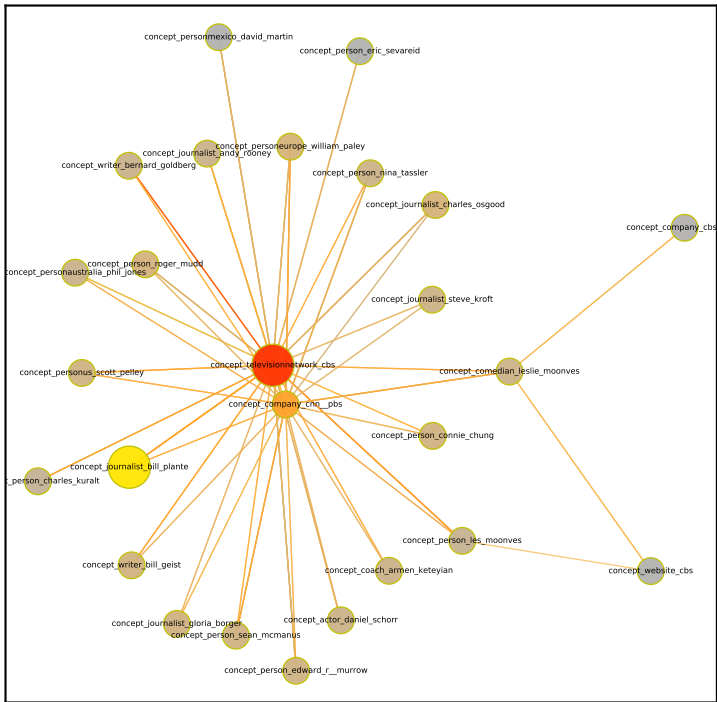 concept_personmexico_david_martin
concept_person_eric_sevareid
concept_personeurope_william_paley
concept_journalist_andy_rooney
concept_writer_bernard_goldberg
concept_person_nina_tassler
concept_journalist_charles_osgood
concept_company_cbs
concept_person_roger_mudd
concept_personaustralia_phil_jones
concept_journalist_steve_kroft
concept_televisionnetwork_cbs
concept_personus_scott_pelley
concept_comedian_leslie_moonves
concept_company_cnn__pbs
concept_person_connie_chung
concept_journalist_bill_plante
t_person_charles_kuralt
concept_person_les_moonves
concept_writer_bill_geist
concept_coach_armen_keteyian
concept_website_cbs
concept_journalist_gloria_borger
concept_actor_daniel_schorr
concept_person_sean_mcmanus
concept_person_edward_r__murrow